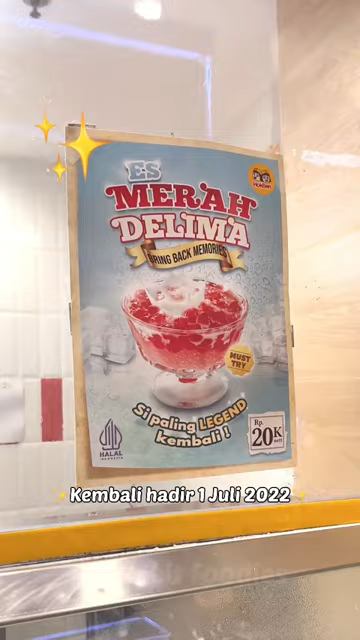 ES
MERAH
DELIMA
BRING BACK MEMORIES
MUST
TRY
Si paling LEGEND
kembali !
Rp.
20K
HALAL
INDONESIA
Kembali hadir 1 Juli 2022